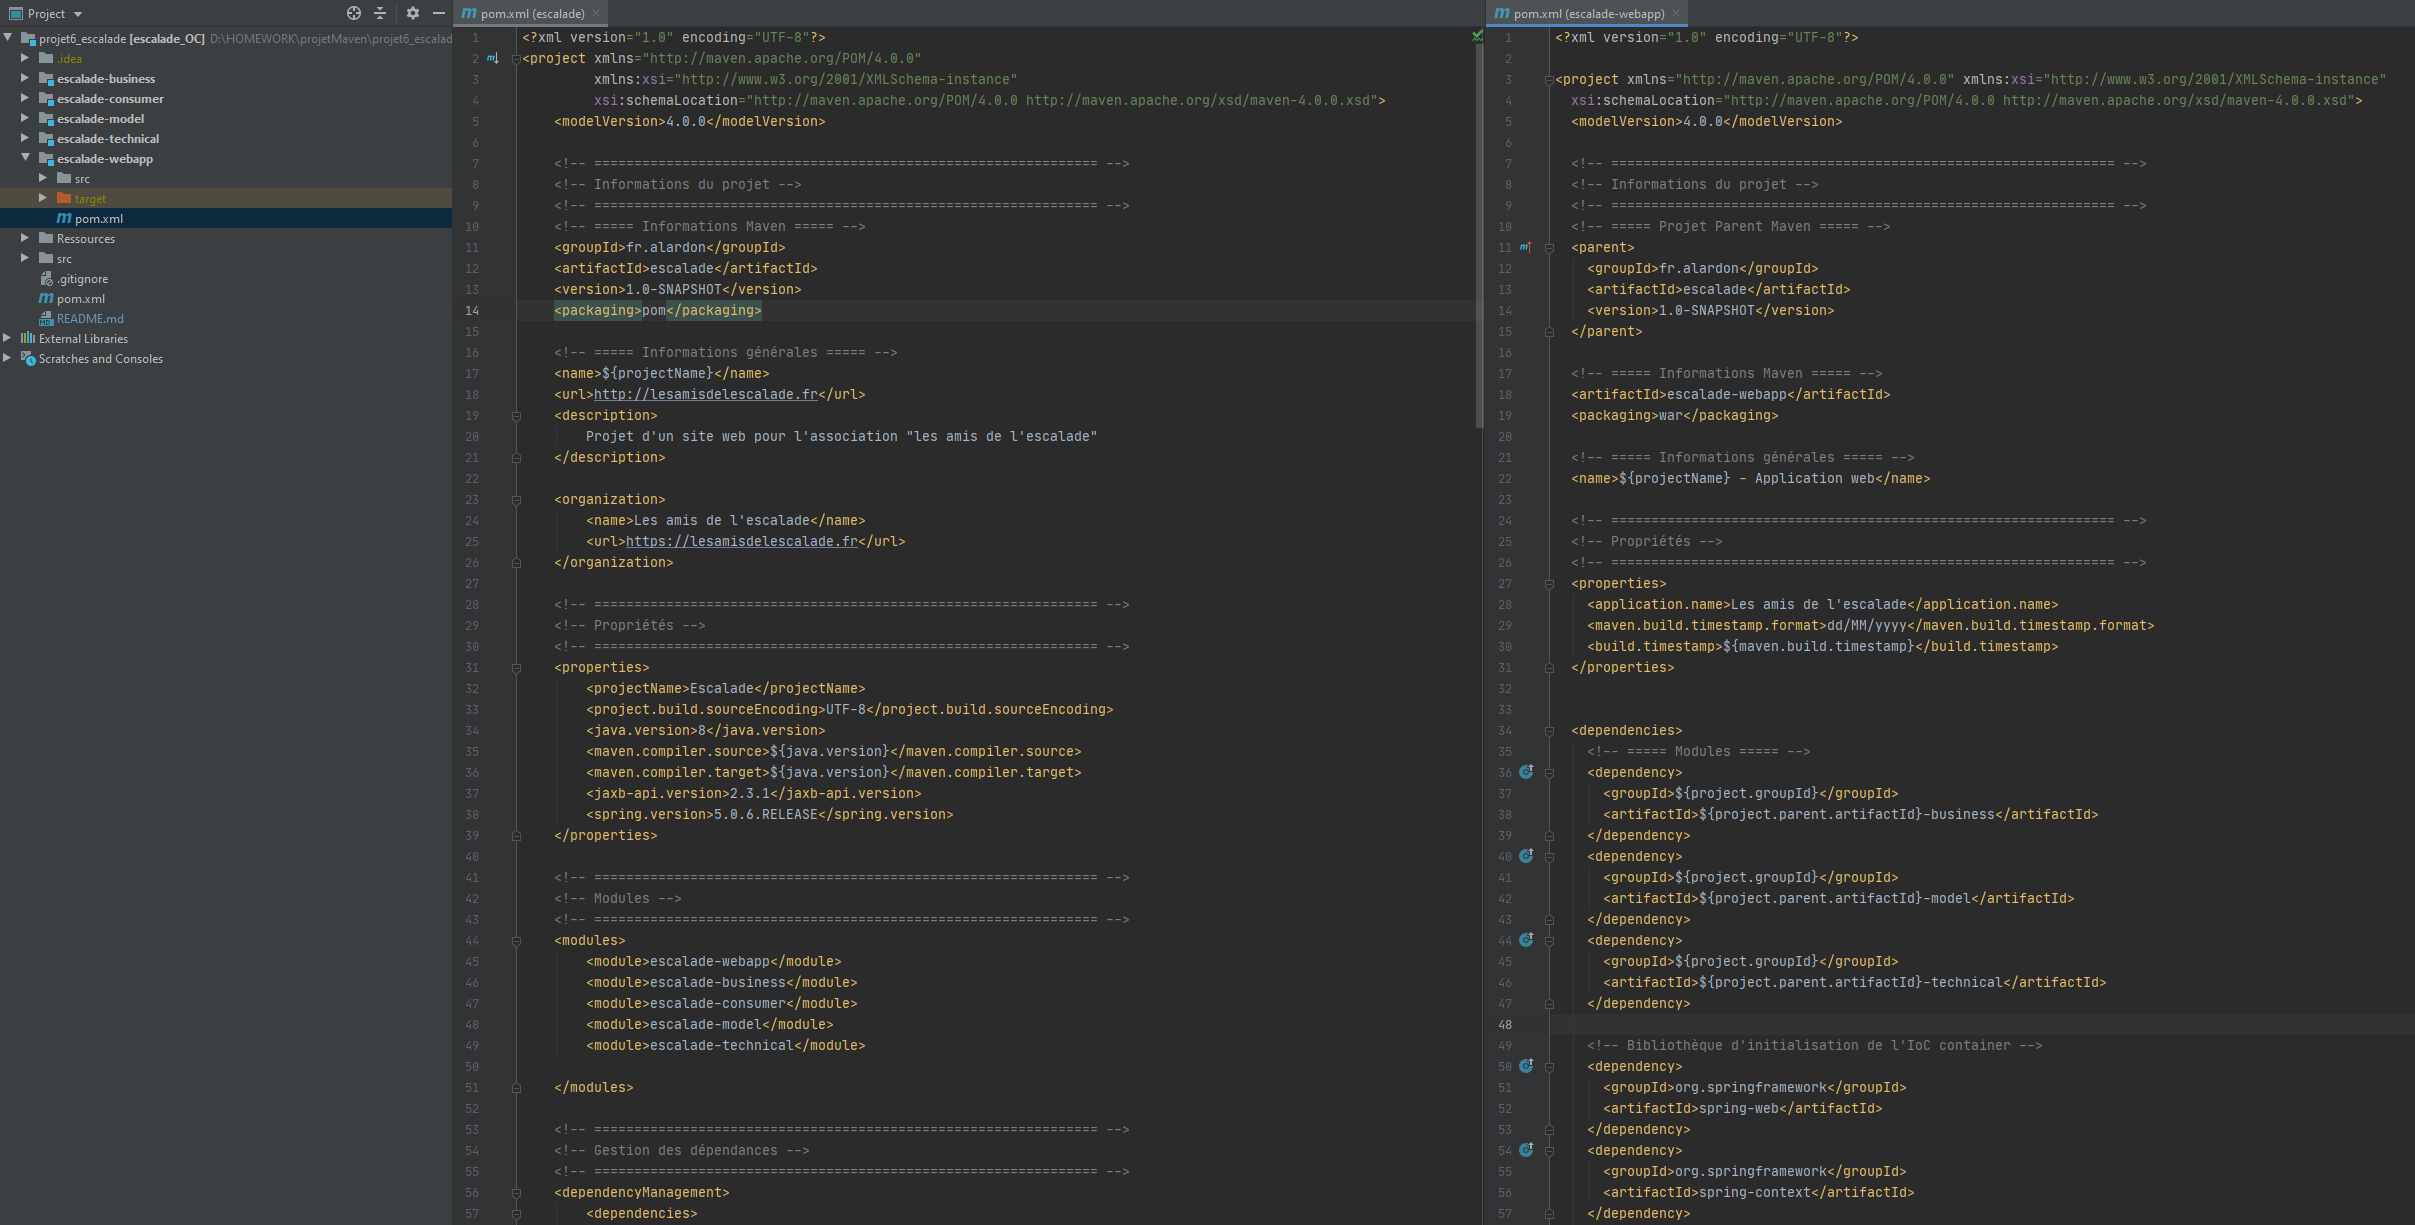 Project
projet6_escalade [escalade_OC] D:\HOMEWORK\projetMaven\projet6_escalad
.idea
escalade-business
escalade-consumer
escalade-model
escalade-technical
escalade-webapp
src
target
pom.xml
Ressources
src
.gitignore
pom.xml
README.md
External Libraries
Scratches and Consoles
pom.xml (escalade)
1 <?xml version="1.0" encoding="UTF-8"?>
2 <project xmlns="http://maven.apache.org/POM/4.0.0"
3 xmlns:xsi="http://www.w3.org/2001/XMLSchema-instance"
4 xsi:schemaLocation="http://maven.apache.org/POM/4.0.0 http://maven.apache.org/xsd/maven-4.0.0.xsd">
5 <modelVersion>4.0.0</modelVersion>
6
7 <!-- =============================================================== -->
8 <!-- Informations du projet -->
9 <!-- =============================================================== -->
10 <!-- ===== Informations Maven ===== -->
11 <groupId>fr.alardon</groupId>
12 <artifactId>escalade</artifactId>
13 <version>1.0-SNAPSHOT</version>
14 <packaging>pom</packaging>
15
16 <!-- ===== Informations générales ===== -->
17 <name>${projectName}</name>
18 <url>http://lesamisdelescalade.fr</url>
19 <description>
20 Projet d'un site web pour l'association "les amis de l'escalade"
21 </description>
22
23 <organization>
24 <name>Les amis de l'escalade</name>
25 <url>https://lesamisdelescalade.fr</url>
26 </organization>
27
28 <!-- =============================================================== -->
29 <!-- Propriétés -->
30 <!-- =============================================================== -->
31 <properties>
32 <projectName>Escalade</projectName>
33 <project.build.sourceEncoding>UTF-8</project.build.sourceEncoding>
34 <java.version>8</java.version>
35 <maven.compiler.source>${java.version}</maven.compiler.source>
36 <maven.compiler.target>${java.version}</maven.compiler.target>
37 <jaxb-api.version>2.3.1</jaxb-api.version>
38 <spring.version>5.0.6.RELEASE</spring.version>
39 </properties>
40
41 <!-- =============================================================== -->
42 <!-- Modules -->
43 <!-- =============================================================== -->
44 <modules>
45 <module>escalade-webapp</module>
46 <module>escalade-business</module>
47 <module>escalade-consumer</module>
48 <module>escalade-model</module>
49 <module>escalade-technical</module>
50
51 </modules>
52
53 <!-- =============================================================== -->
54 <!-- Gestion des dépendances -->
55 <!-- =============================================================== -->
56 <dependencyManagement>
57 <dependencies>
pom.xml (escalade-webapp)
1 <?xml version="1.0" encoding="UTF-8"?>
2
3 <project xmlns="http://maven.apache.org/POM/4.0.0" xmlns:xsi="http://www.w3.org/2001/XMLSchema-instance"
4 xsi:schemaLocation="http://maven.apache.org/POM/4.0.0 http://maven.apache.org/xsd/maven-4.0.0.xsd">
5 <modelVersion>4.0.0</modelVersion>
6
7 <!-- =============================================================== -->
8 <!-- Informations du projet -->
9 <!-- =============================================================== -->
10 <!-- ===== Projet Parent Maven ===== -->
11 <parent>
12 <groupId>fr.alardon</groupId>
13 <artifactId>escalade</artifactId>
14 <version>1.0-SNAPSHOT</version>
15 </parent>
16
17 <!-- ===== Informations Maven ===== -->
18 <artifactId>escalade-webapp</artifactId>
19 <packaging>war</packaging>
20
21 <!-- ===== Informations générales ===== -->
22 <name>${projectName} - Application web</name>
23
24 <!-- =============================================================== -->
25 <!-- Propriétés -->
26 <!-- =============================================================== -->
27 <properties>
28 <application.name>Les amis de l'escalade</application.name>
29 <maven.build.timestamp.format>dd/MM/yyyy</maven.build.timestamp.format>
30 <build.timestamp>${maven.build.timestamp}</build.timestamp>
31 </properties>
32
33
34 <dependencies>
35 <!-- ===== Modules ===== -->
36 <dependency>
37 <groupId>${project.groupId}</groupId>
38 <artifactId>${project.parent.artifactId}-business</artifactId>
39 </dependency>
40 <dependency>
41 <groupId>${project.groupId}</groupId>
42 <artifactId>${project.parent.artifactId}-model</artifactId>
43 </dependency>
44 <dependency>
45 <groupId>${project.groupId}</groupId>
46 <artifactId>${project.parent.artifactId}-technical</artifactId>
47 </dependency>
48
49 <!-- Bibliothèque d'initialisation de l'IoC container -->
50 <dependency>
51 <groupId>org.springframework</groupId>
52 <artifactId>spring-web</artifactId>
53 </dependency>
54 <dependency>
55 <groupId>org.springframework</groupId>
56 <artifactId>spring-context</artifactId>
57 </dependency>